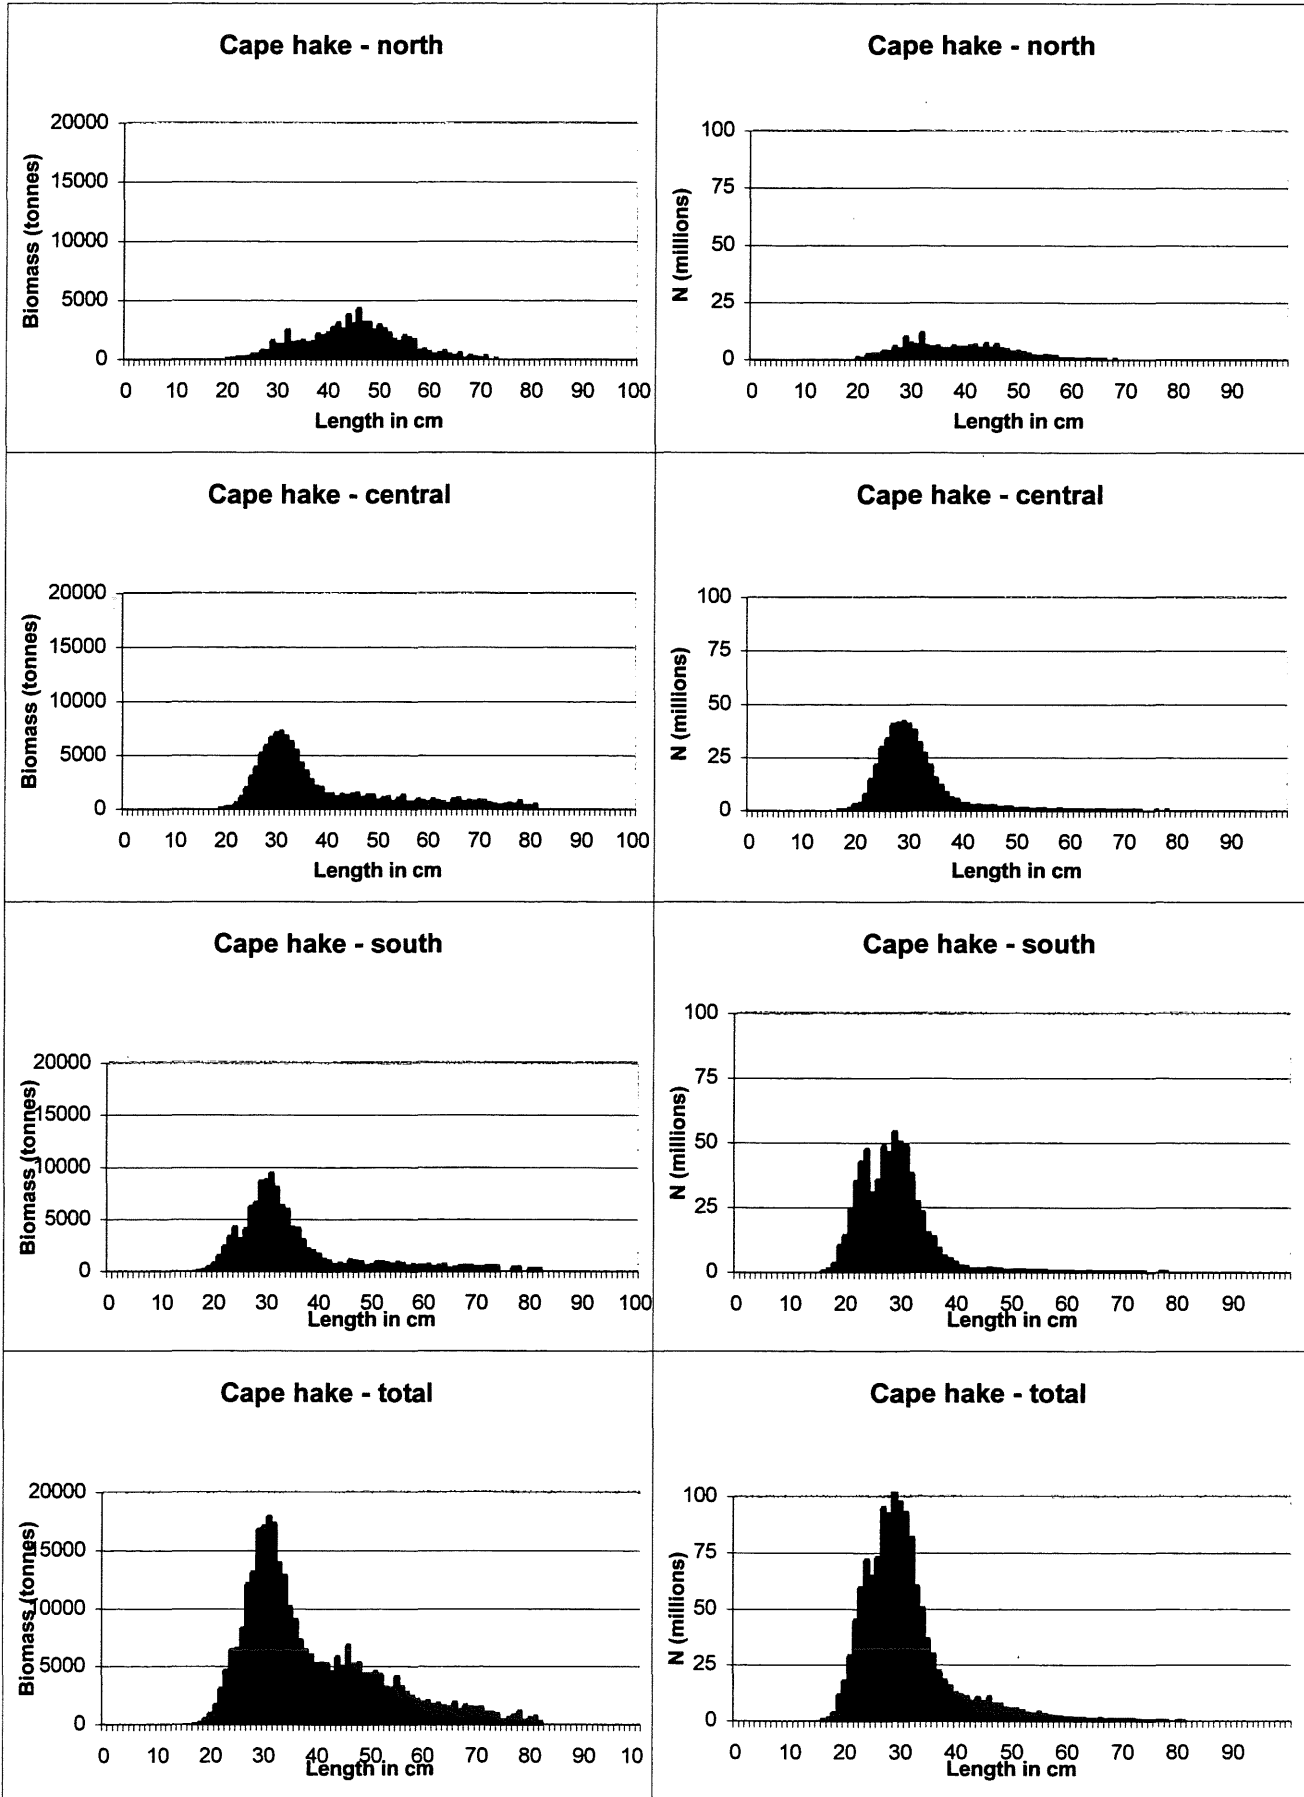 Cape hake - north
20000
15000
10000
5000
0
Biomass (tonnes)
0 10 20 30 40 50 60 70 80 90 100
Length in cm
Cape hake - north
100
75
50
25
0
N (millions)
0 10 20 30 40 50 60 70 80 90
Length in cm
Cape hake - central
20000
15000
10000
5000
0
Biomass (tonnes)
0 10 20 30 40 50 60 70 80 90 100
Length in cm
Cape hake - central
100
75
50
25
0
N (millions)
0 10 20 30 40 50 60 70 80 90
Length in cm
Cape hake - south
20000
15000
10000
5000
0
Biomass (tonnes)
0 10 20 30 40 50 60 70 80 90 100
Length in cm
Cape hake - south
100
75
50
25
0
N (millions)
0 10 20 30 40 50 60 70 80 90
Length in cm
Cape hake - total
20000
15000
10000
5000
0
Biomass (tonnes)
0 10 20 30 40 50 60 70 80 90 10
Length in cm
Cape hake - total
100
75
50
25
0
N (millions)
0 10 20 30 40 50 60 70 80 90
Length in cm